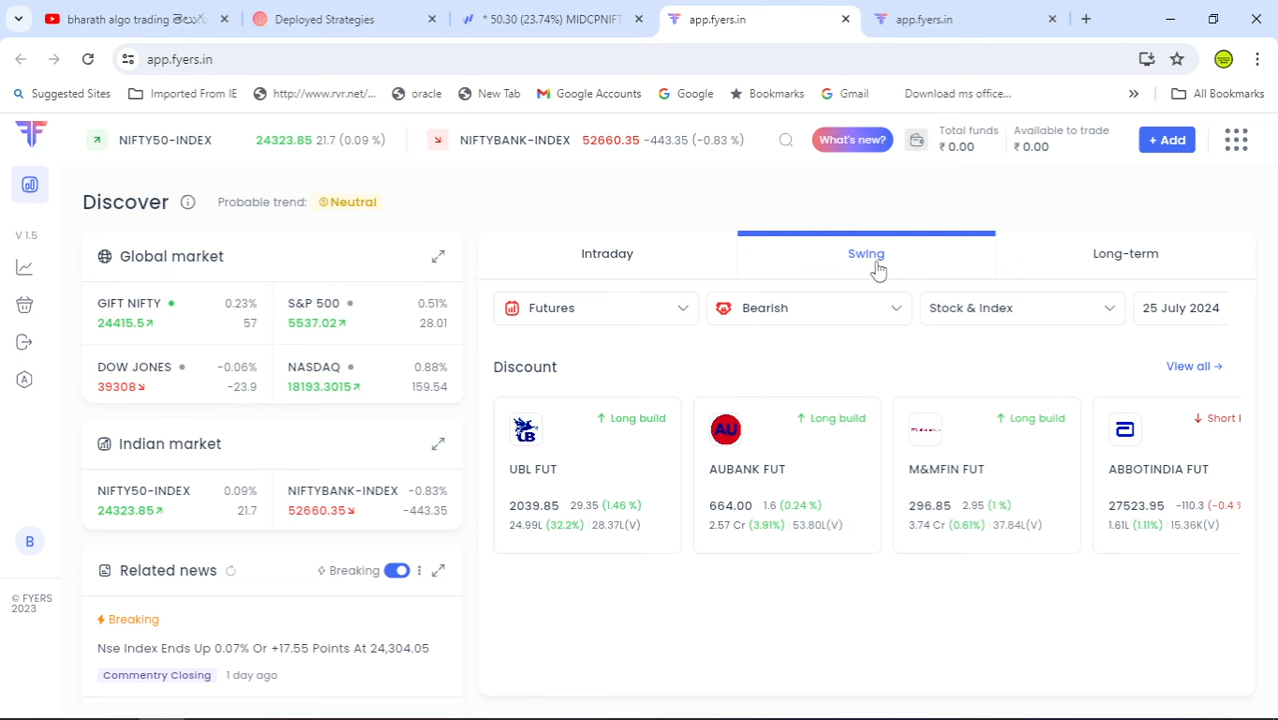 bharath algo trading తెలుగు
Deployed Strategies
* 50.30 (23.74%) MIDCPNIFT
app.fyers.in
app.fyers.in
app.fyers.in
Suggested Sites
Imported From IE
http://www.rvr.net/...
oracle
New Tab
Google Accounts
Google
Bookmarks
Gmail
Download ms office...
»
All Bookmarks
NIFTY50-INDEX 24323.85 21.7 (0.09 %)
NIFTYBANK-INDEX 52660.35 -443.35 (-0.83 %)
What's new?
Total funds
₹ 0.00
Available to trade
₹ 0.00
+ Add
Discover
Probable trend: Neutral
V 1.5
Global market
GIFT NIFTY 0.23%
24415.5 57
S&P 500 0.51%
5537.02 28.01
DOW JONES -0.06%
39308 -23.9
NASDAQ 0.88%
18193.3015 159.54
Indian market
NIFTY50-INDEX 0.09%
24323.85 21.7
NIFTYBANK-INDEX -0.83%
52660.35 -443.35
B
Related news
Breaking
© FYERS
2023
Breaking
Nse Index Ends Up 0.07% Or +17.55 Points At 24,304.05
Commentry Closing 1 day ago
Intraday
Swing
Long-term
Futures
Bearish
Stock & Index
25 July 2024
Discount
View all →
UB
↑ Long build
UBL FUT
2039.85 29.35 (1.46 %)
24.99L (32.2%) 28.37L(V)
AU
↑ Long build
AUBANK FUT
664.00 1.6 (0.24 %)
2.57 Cr (3.91%) 53.80L(V)
↑ Long build
M&MFIN FUT
296.85 2.95 (1 %)
3.74 Cr (0.61%) 37.84L(V)
↓ Short
ABBOTINDIA FUT
27523.95 -110.3 (-0.4 %
1.61L (1.11%) 15.36K(V)